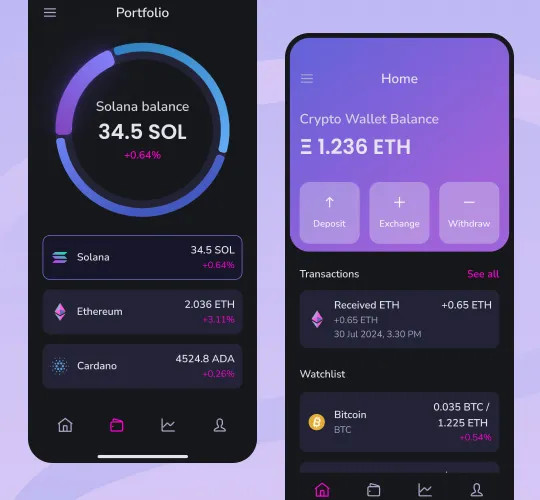 Portfolio
Solana balance
34.5 SOL
+0.64%
Solana
34.5 SOL
+0.64%
Ethereum
2.036 ETH
+3.11%
Cardano
4524.8 ADA
+0.26%
Home
Crypto Wallet Balance
Ξ 1.236 ETH
Deposit
Exchange
Withdraw
Transactions
See all
Received ETH
+0.65 ETH
+0.65 ETH
30 Jul 2024, 3.30 PM
Watchlist
Bitcoin
BTC
0.035 BTC /
1.225 ETH
+0.54%